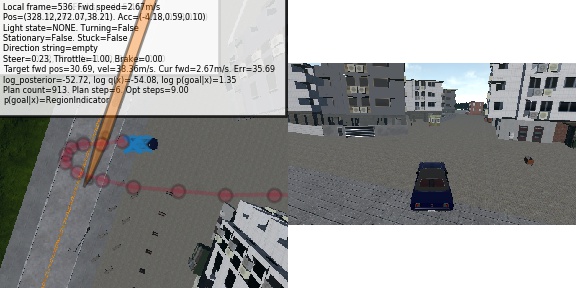 Local frame=536. Fwd speed=2.67m/s
Pos=(328.12,272.07,38.21). Acc=(-4.18,0.59,0.10)
Light state=NONE. Turning=False
Stationary=False. Stuck=False
Direction string=empty
Steer=0.23, Throttle=1.00, Brake=0.00
Target fwd pos=30.69, vel=38.36m/s. Cur fwd=2.67m/s. Err=35.69
log_posterior=-52.72, log q(x)=-54.08, log p(goal|x)=1.35
Plan count=913. Plan step=6. Opt steps=9.00
p(goal|x)=RegionIndicator